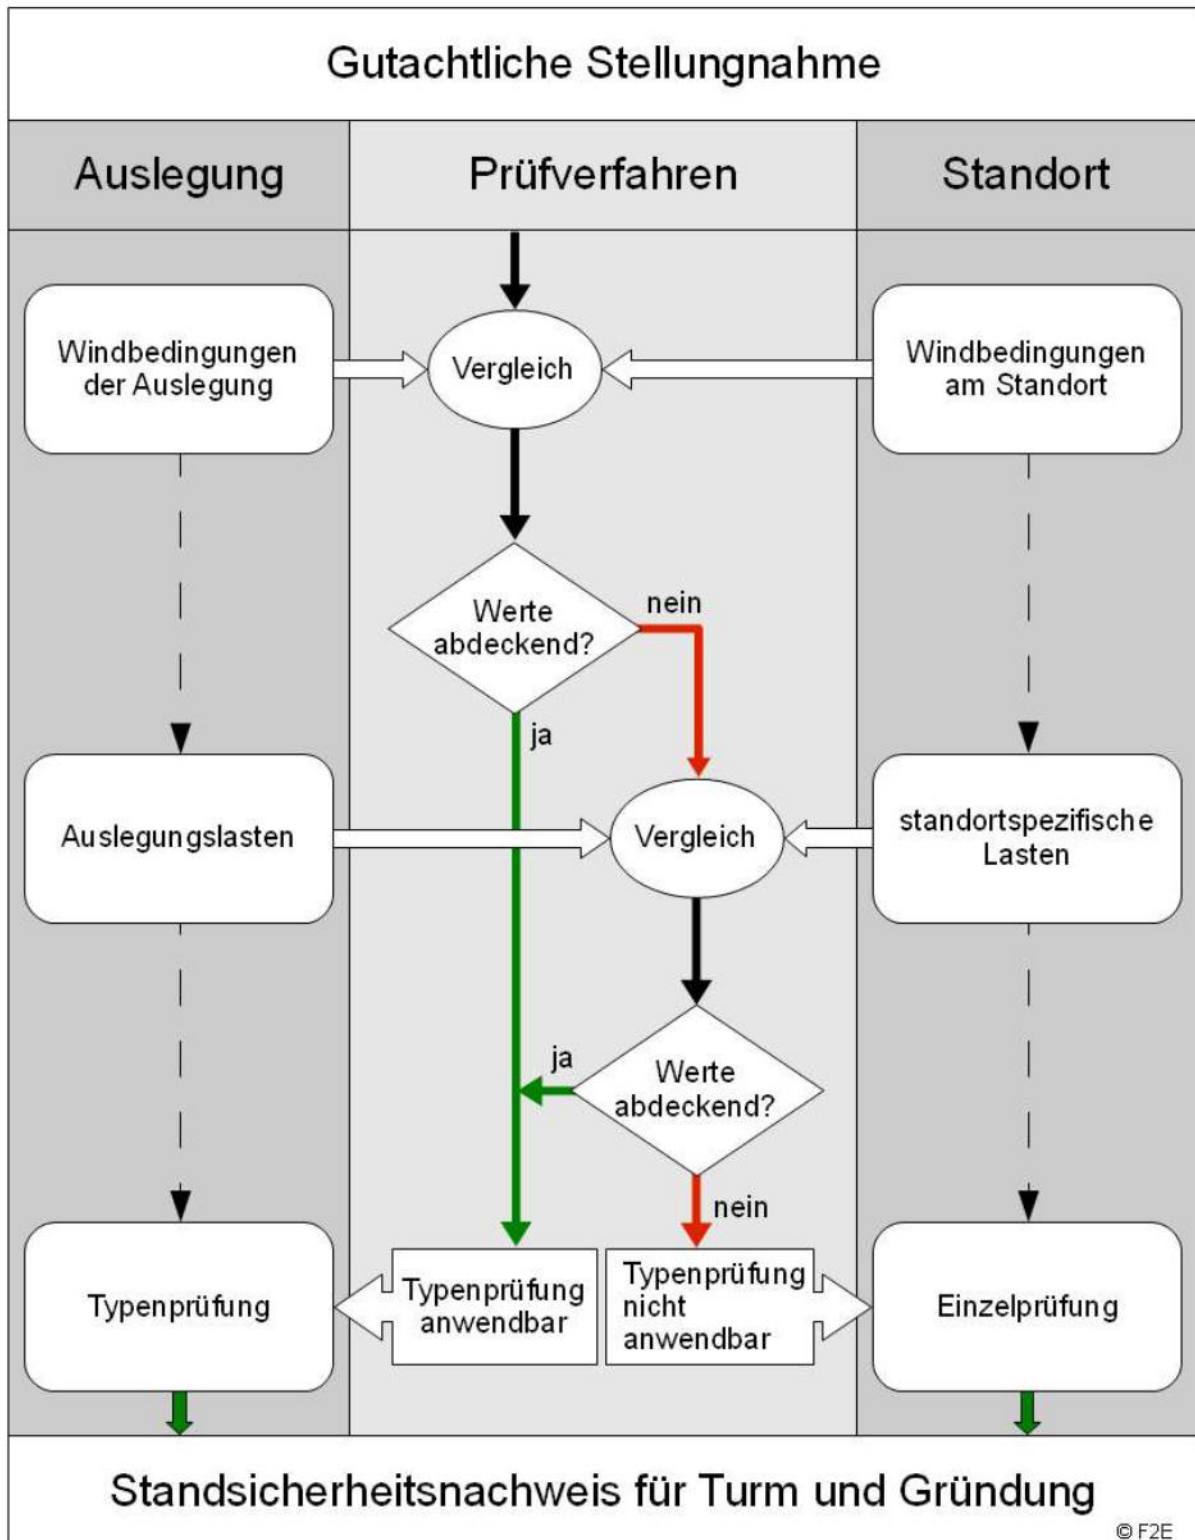 Gutachtliche Stellungnahme
Auslegung
Prüfverfahren
Standort
Windbedingungen
der Auslegung
Vergleich
Windbedingungen
am Standort
Werte
abdeckend?
nein
ja
Auslegungslasten
Vergleich
standortspezifische
Lasten
ja
Werte
abdeckend?
nein
Typenprüfung
Typenprüfung
anwendbar
Typenprüfung
nicht
anwendbar
Einzelprüfung
Standsicherheitsnachweis für Turm und Gründung
© F2E